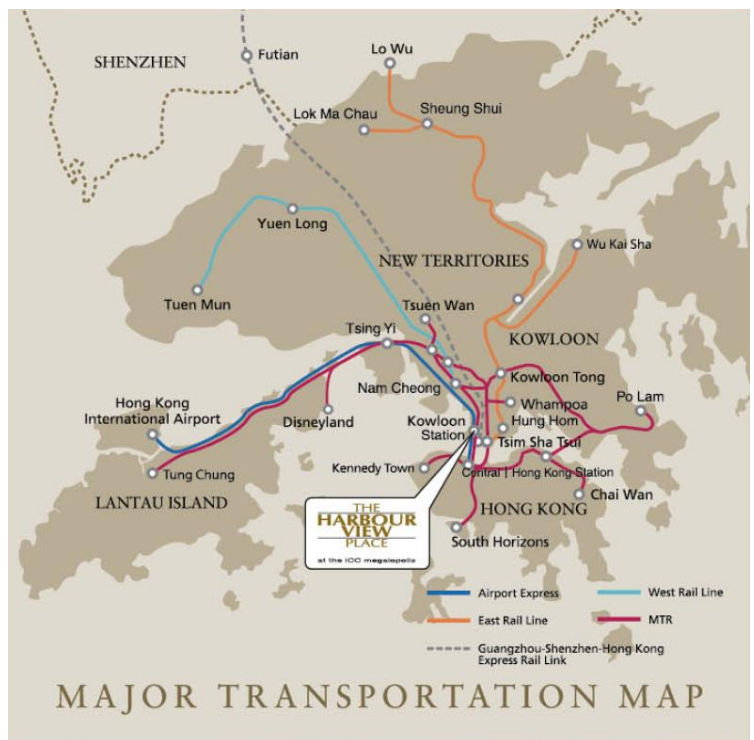 SHENZHEN
Futian
Lo Wu
Lok Ma Chau
Sheung Shui
Yuen Long
NEW TERRITORIES
Wu Kai Sha
Tuen Mun
Tsuen Wan
Tsing Yi
KOWLOON
Nam Cheong
Kowloon Tong
Hong Kong
International Airport
Disneyland
Kowloon
Station
Whampoa
Po Lam
Hung Hom
Tsim Sha Tsui
Tung Chung
Kennedy Town
Central | Hong Kong Station
LANTAU ISLAND
Chai Wan
THE
HARBOUR
VIEW
PLACE
at the ICC megalopolis
HONG KONG
South Horizons
Airport Express
West Rail Line
East Rail Line
MTR
Guangzhou-Shenzhen-Hong Kong
Express Rail Link
MAJOR TRANSPORTATION MAP